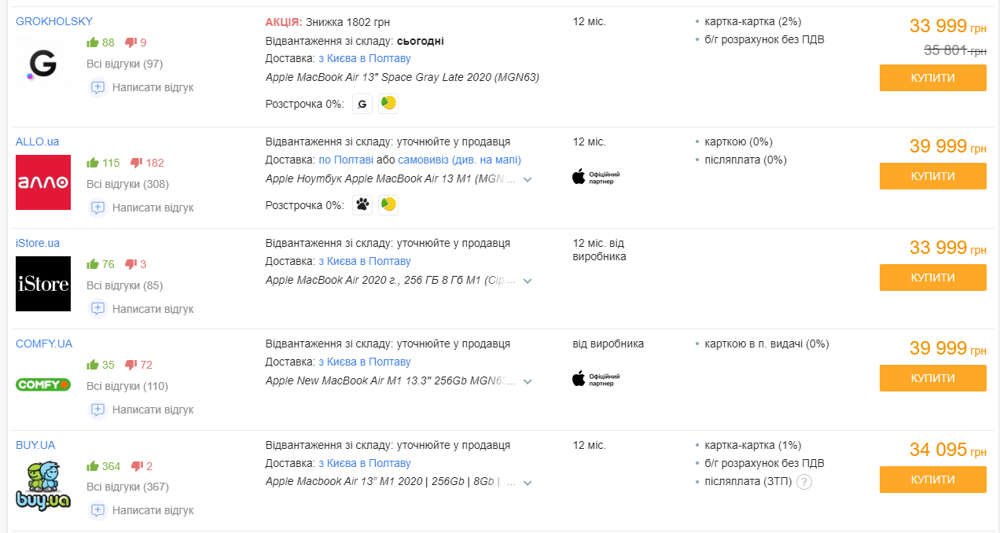 GROKHOLSKY
G
88 9
Всі відгуки (97)
Написати відгук
АКЦІЯ: Знижка 1802 грн
Відвантаження зі складу: сьогодні
Доставка: з Києва в Полтаву
Apple MacBook Air 13" Space Gray Late 2020 (MGN63)
Розстрочка 0%: G
12 міс.
• картка-картка (2%)
• б/г розрахунок без ПДВ
33 999 грн
35 801 грн
КУПИТИ
ALLO.ua
алло
115 182
Всі відгуки (308)
Написати відгук
Відвантаження зі складу: уточнюйте у продавця
Доставка: по Полтаві або самовивіз (див. на мапі)
Apple Ноутбук Apple MacBook Air 13 M1 (MGN...
Розстрочка 0%:
12 міс.
Офіційний
партнер
• карткою (0%)
• післяплата (0%)
39 999 грн
КУПИТИ
iStore.ua
iStore
76 3
Всі відгуки (85)
Написати відгук
Відвантаження зі складу: уточнюйте у продавця
Доставка: з Києва в Полтаву
Apple MacBook Air 2020 г., 256 ГБ 8 Гб M1 (Сір...
12 міс. від
виробника
33 999 грн
КУПИТИ
COMFY.UA
COMFY
35 72
Всі відгуки (110)
Написати відгук
Відвантаження зі складу: уточнюйте у продавця
Доставка: з Києва в Полтаву
Apple New MacBook Air M1 13.3" 256Gb MGN63...
від виробника
Офіційний
партнер
• карткою в п. видачі (0%)
39 999 грн
КУПИТИ
BUY.UA
buy.ua
364 2
Всі відгуки (367)
Написати відгук
Відвантаження зі складу: уточнюйте у продавця
Доставка: з Києва в Полтаву
Apple Macbook Air 13” M1 2020 | 256Gb | 8Gb | ...
12 міс.
• картка-картка (1%)
• б/г розрахунок без ПДВ
• післяплата (ЗТП) ?
34 095 грн
КУПИТИ